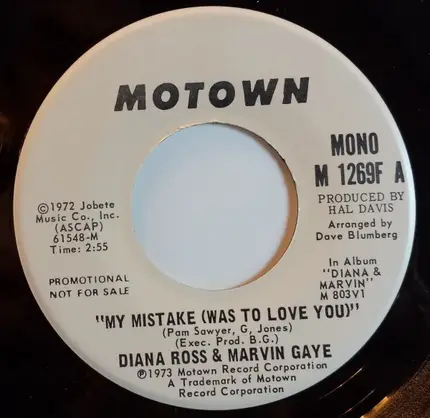 MOTOWN
MONO
M 1269F A
PRODUCED BY
HAL DAVIS
Arranged by
Dave Blumberg
In Album
"DIANA &
MARVIN"
M 803V1
©1972 Jobete
Music Co., Inc.
(ASCAP)
61548-M
Time: 2:55
PROMOTIONAL
NOT FOR SALE
"MY MISTAKE (WAS TO LOVE YOU)"
(Pam Sawyer, G, Jones)
(Exec. Prod. B.G.)
DIANA ROSS & MARVIN GAYE
℗1973 Motown Record Corporation
A Trademark of Motown
Record Corporation